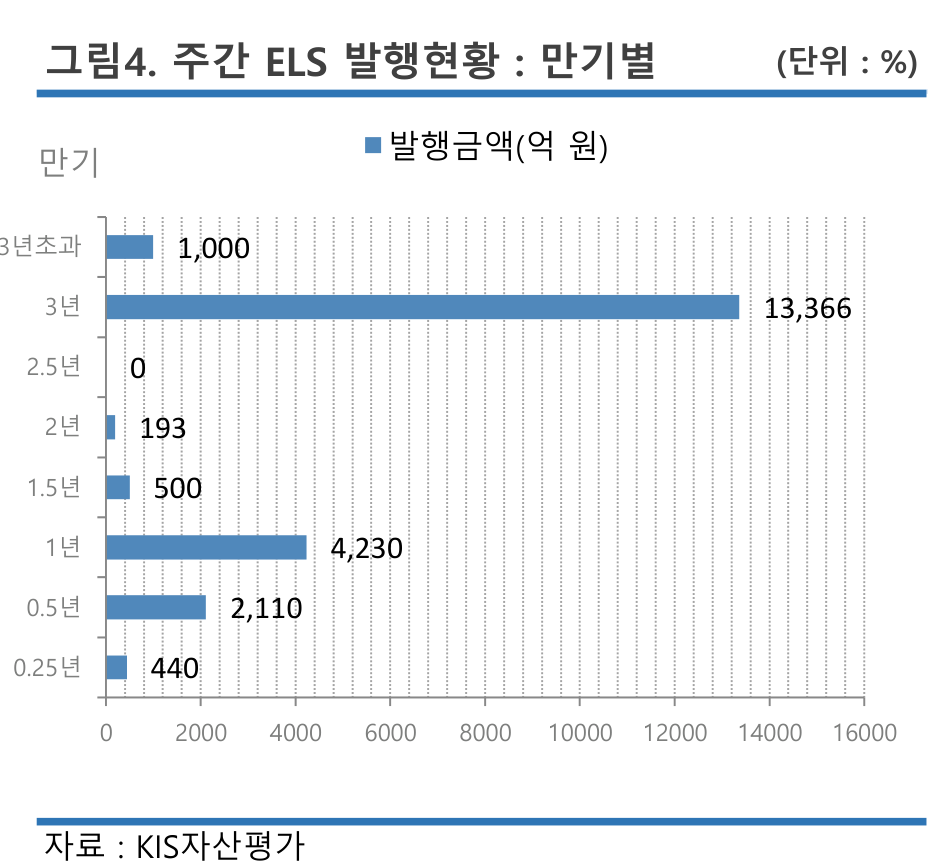 그림4. 주간 ELS 발행현황 : 만기별 (단위 : %)
발행금액(억 원)
만기
3년초과 1,000
3년 13,366
2.5년 0
2년 193
1.5년 500
1년 4,230
0.5년 2,110
0.25년 440
0 2000 4000 6000 8000 10000 12000 14000 16000
자료 : KIS자산평가